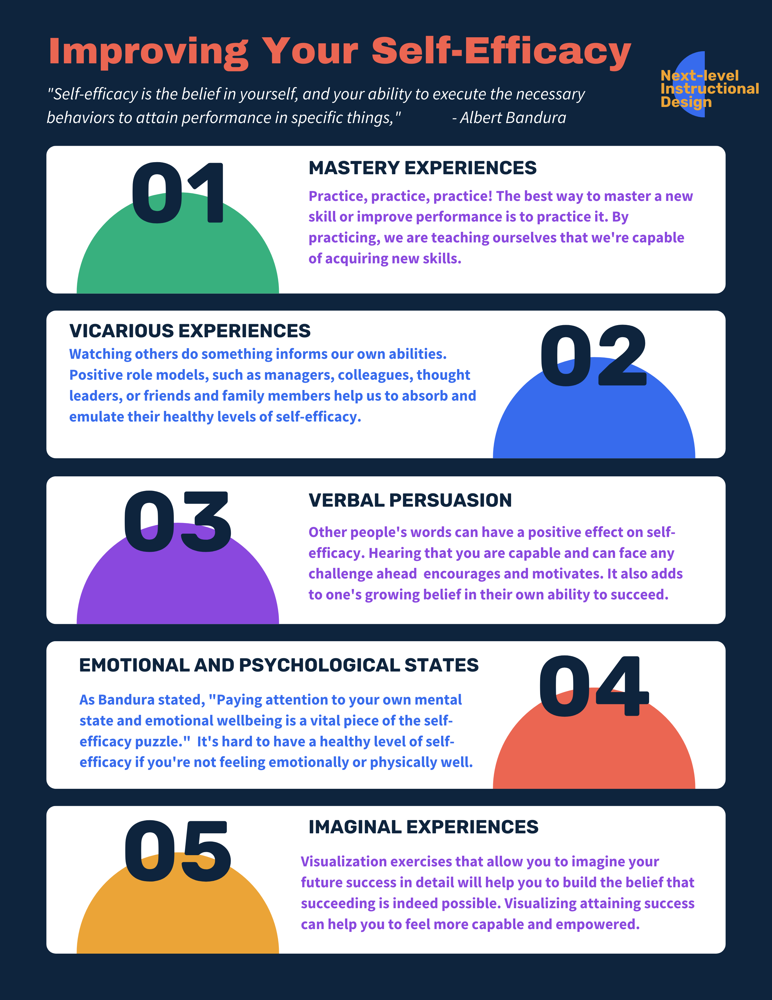 Improving Your Self-Efficacy
"Self-efficacy is the belief in yourself, and your ability to execute the necessary
behaviors to attain performance in specific things," - Albert Bandura
Next-level
Instructional
Design
01
MASTERY EXPERIENCES
Practice, practice, practice! The best way to master a new
skill or improve performance is to practice it. By
practicing, we are teaching ourselves that we're capable
of acquiring new skills.
VICARIOUS EXPERIENCES
Watching others do something informs our own abilities.
Positive role models, such as managers, colleagues, thought
leaders, or friends and family members help us to absorb and
emulate their healthy levels of self-efficacy.
02
03
VERBAL PERSUASION
Other people's words can have a positive effect on self-
efficacy. Hearing that you are capable and can face any
challenge ahead  encourages and motivates. It also adds
to one's growing belief in their own ability to succeed.
EMOTIONAL AND PSYCHOLOGICAL STATES
As Bandura stated, "Paying attention to your own mental
state and emotional wellbeing is a vital piece of the self-
efficacy puzzle."  It's hard to have a healthy level of self-
efficacy if you're not feeling emotionally or physically well.
04
05
IMAGINAL EXPERIENCES
Visualization exercises that allow you to imagine your
future success in detail will help you to build the belief that
succeeding is indeed possible. Visualizing attaining success
can help you to feel more capable and empowered.